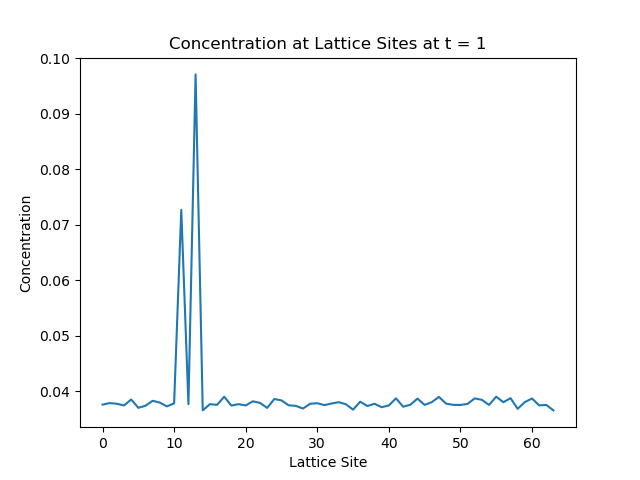 Concentration at Lattice Sites at t = 1
0.10
0.09
0.08
0.07
0.06
0.05
0.04
Concentration
0 10 20 30 40 50 60
Lattice Site